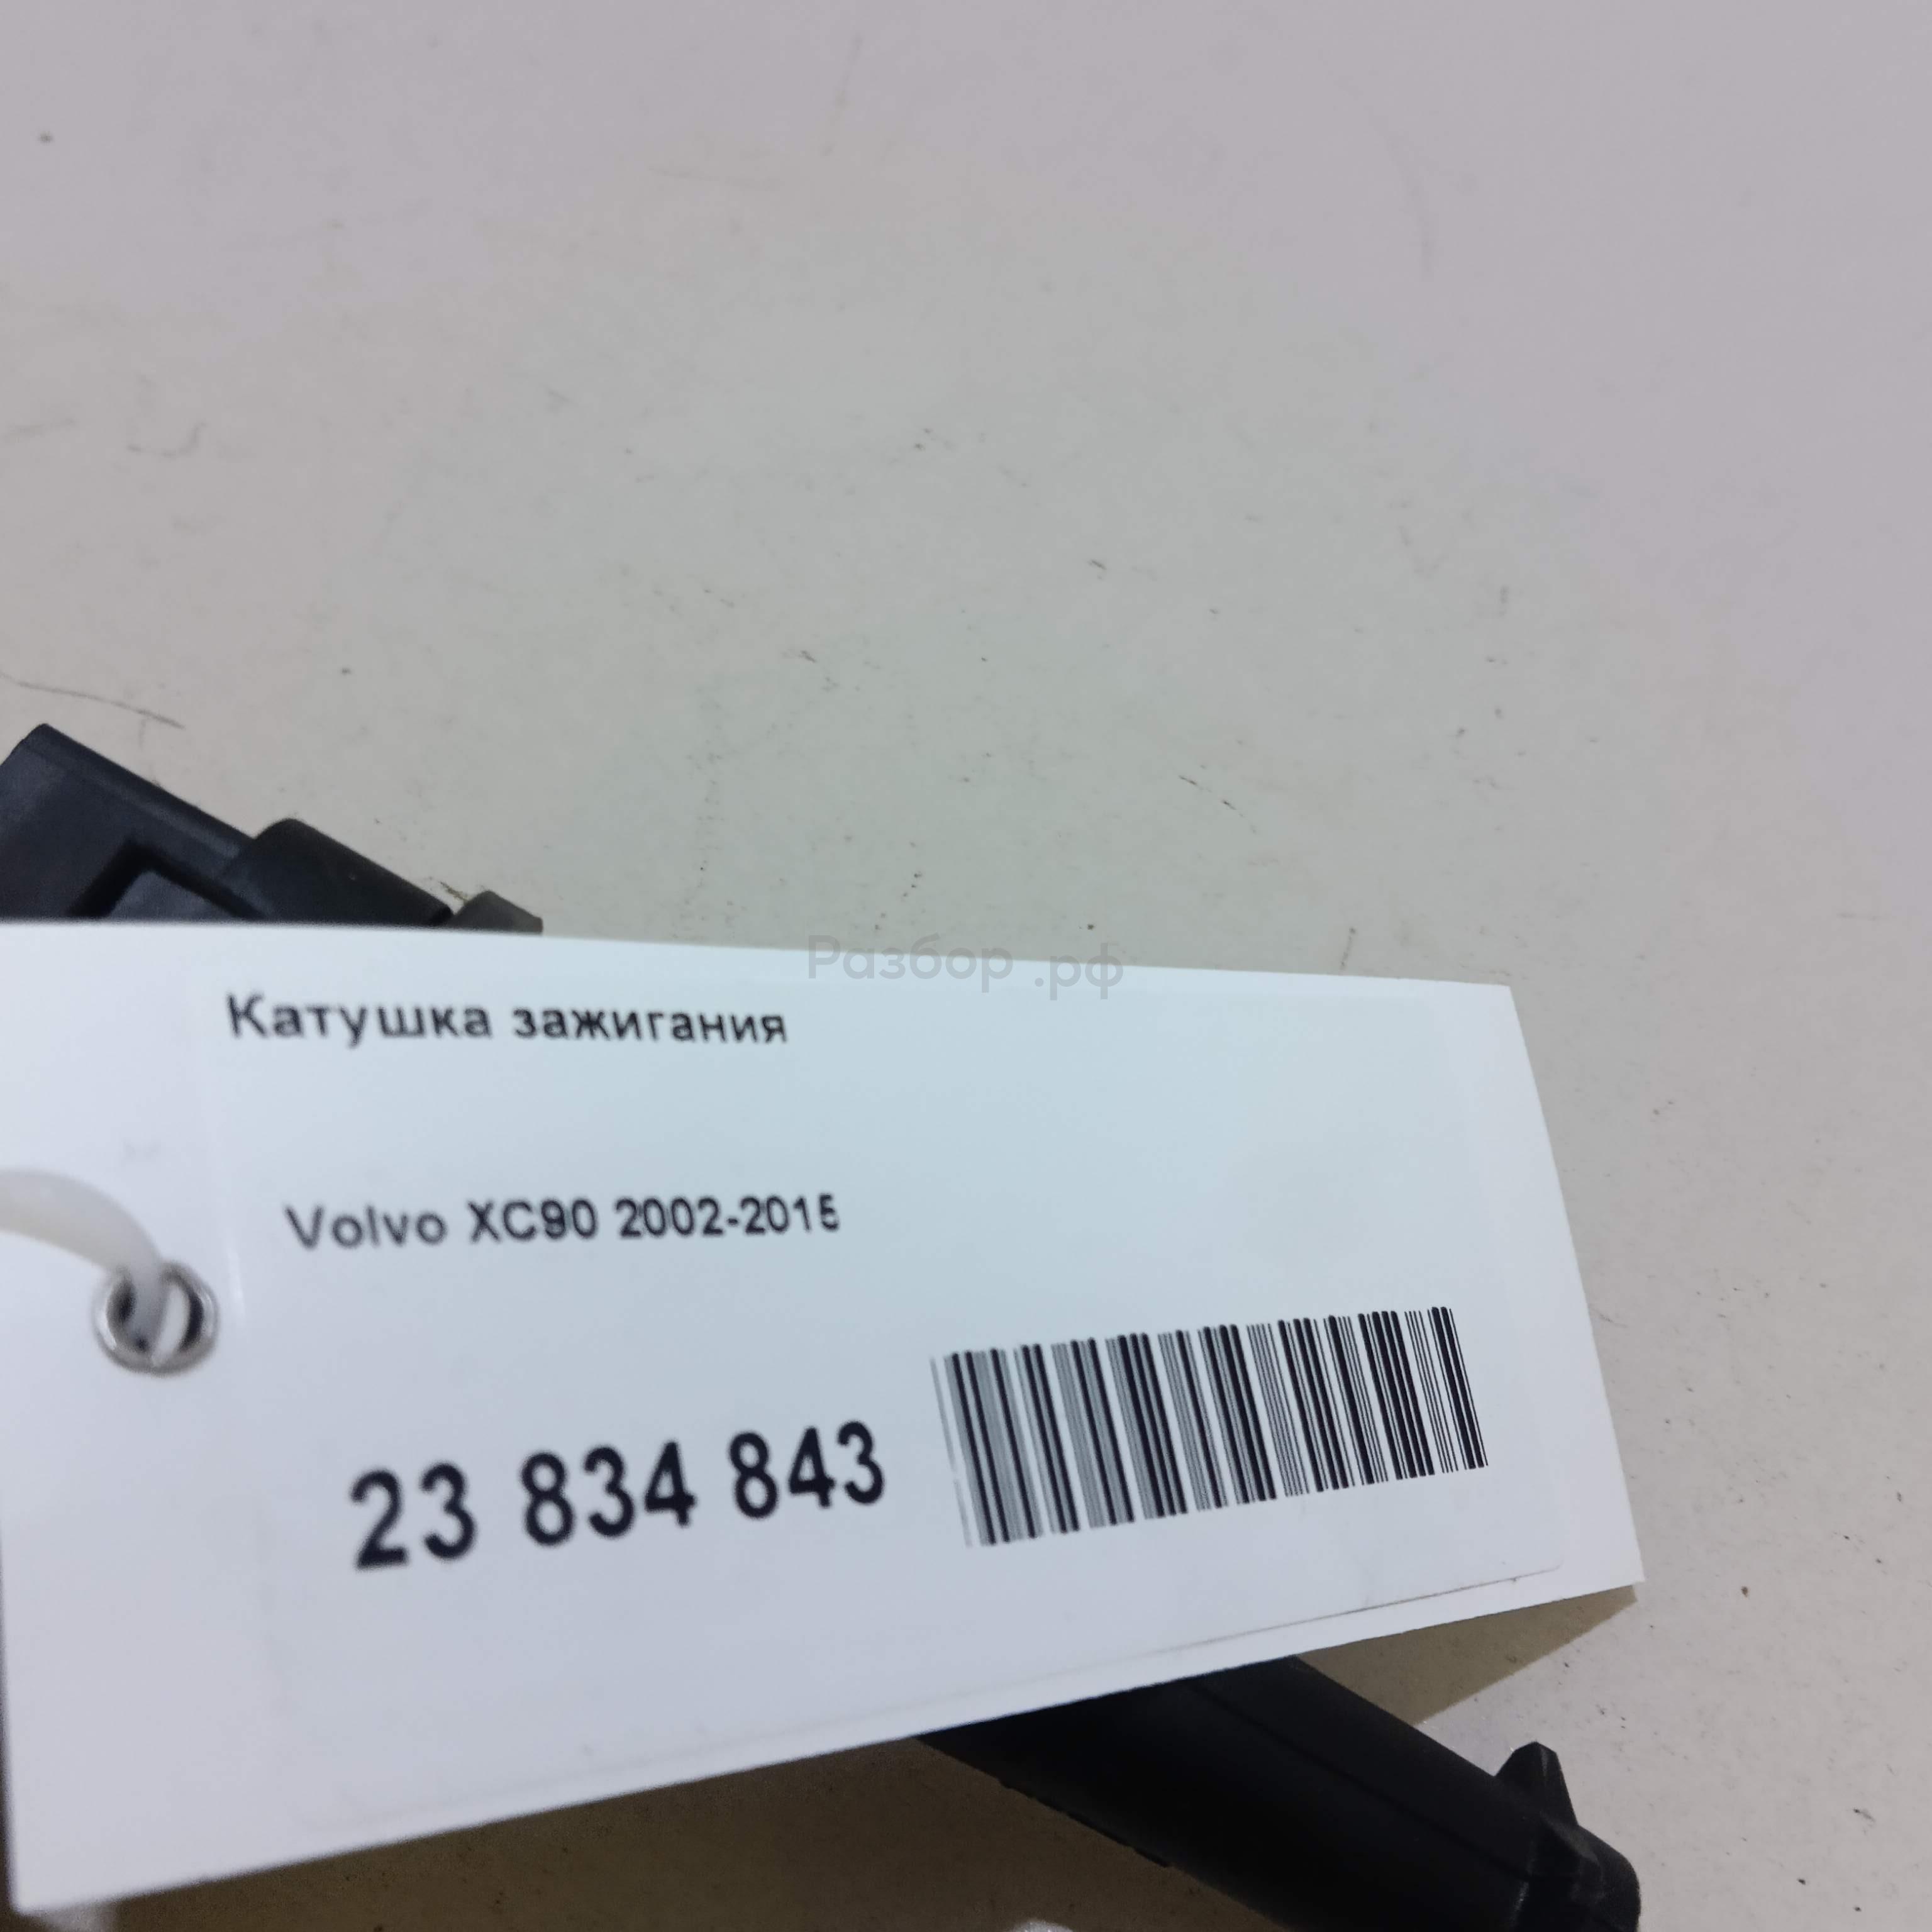 Разбор.рф
Катушка зажигания
Volvo XC90 2002-2015
23 834 843